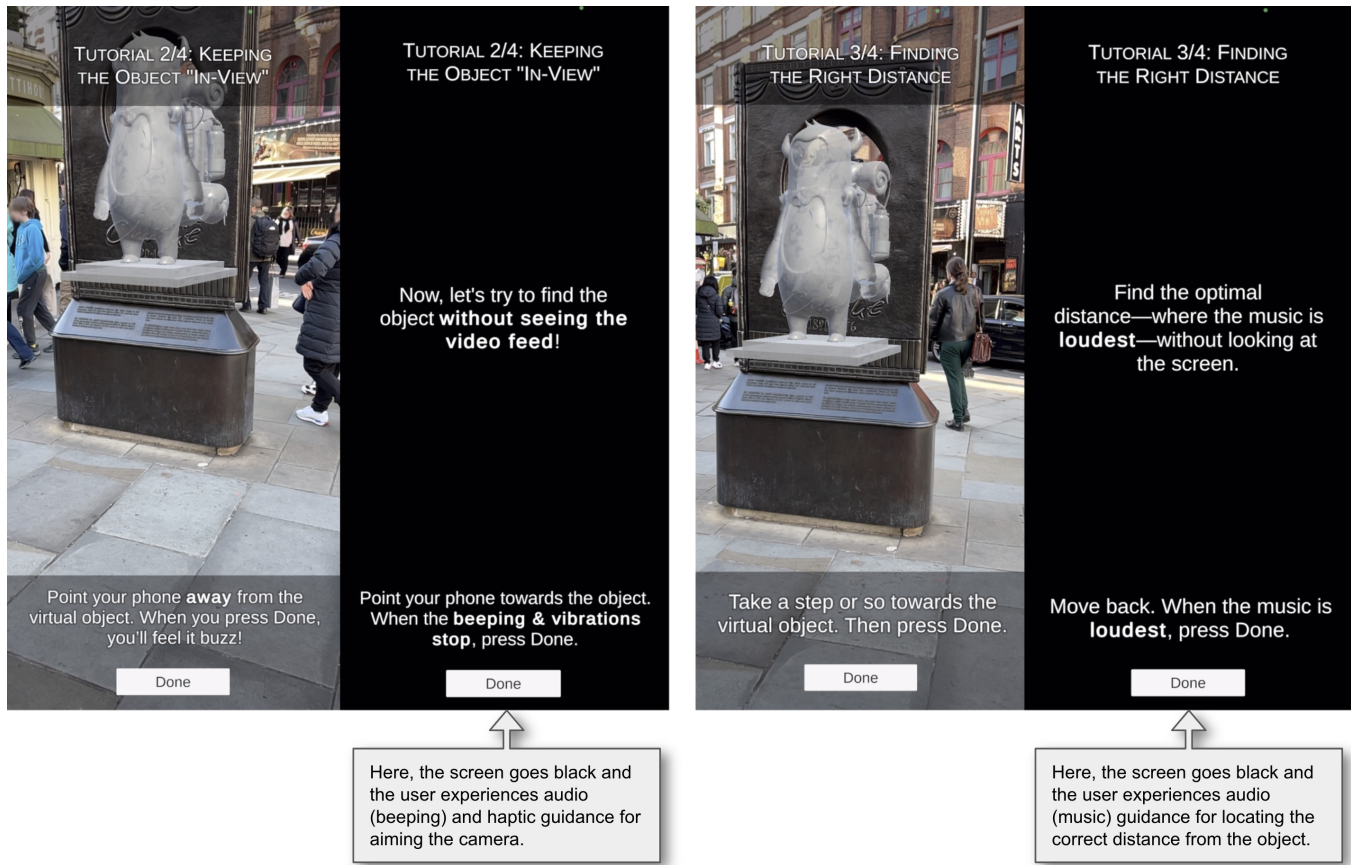 TUTORIAL 2/4: KEEPING
THE OBJECT "IN-VIEW"
Point your phone away from the
virtual object. When you press Done,
you'll feel it buzz!
Done
TUTORIAL 2/4: KEEPING
THE OBJECT "IN-VIEW"
Now, let's try to find the
object without seeing the
video feed!
Point your phone towards the object.
When the beeping & vibrations
stop, press Done.
Done
Here, the screen goes black and
the user experiences audio
(beeping) and haptic guidance for
aiming the camera.
TUTORIAL 3/4: FINDING
THE RIGHT DISTANCE
ARTS
Take a step or so towards the
virtual object. Then press Done.
Done
TUTORIAL 3/4: FINDING
THE RIGHT DISTANCE
Find the optimal
distance—where the music is
loudest—without looking at
the screen.
Move back. When the music is
loudest, press Done.
Done
Here, the screen goes black and
the user experiences audio
(music) guidance for locating the
correct distance from the object.